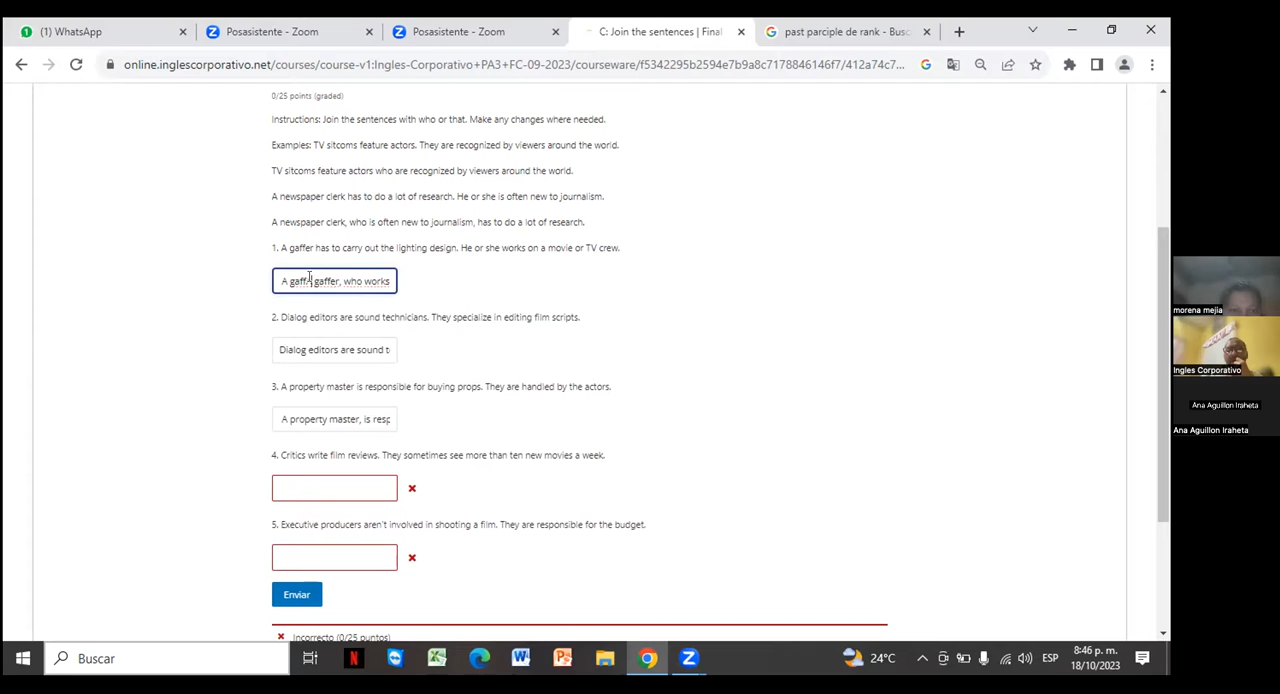 (1) WhatsApp
Posasistente - Zoom
Posasistente - Zoom
C: Join the sentences | Final
past parciple de rank - Busc
online.inglescorporativo.net/courses/course-v1:Ingles-Corporativo+PA3+FC-09-2023/courseware/f5342295b2594e7b9a8c7178846146f7/412a74c7...
0/25 points (graded)
Instructions: Join the sentences with who or that. Make any changes where needed.
Examples: TV sitcoms feature actors. They are recognized by viewers around the world.
TV sitcoms feature actors who are recognized by viewers around the world.
A newspaper clerk has to do a lot of research. He or she is often new to journalism.
A newspaper clerk, who is often new to journalism, has to do a lot of research.
1. A gaffer has to carry out the lighting design. He or she works on a movie or TV crew.
A gaffA gaffer, who works
2. Dialog editors are sound technicians. They specialize in editing film scripts.
Dialog editors are sound t
3. A property master is responsible for buying props. They are handled by the actors.
A property master, is resp
4. Critics write film reviews. They sometimes see more than ten new movies a week.
5. Executive producers aren't involved in shooting a film. They are responsible for the budget.
Enviar
Incorrecto (0/25 puntos)
morena mejia
Ingles Corporativo
Ana Aguillon Iraheta
Ana Aguillon Iraheta
Buscar
24°C
ESP
8:46 p. m.
18/10/2023